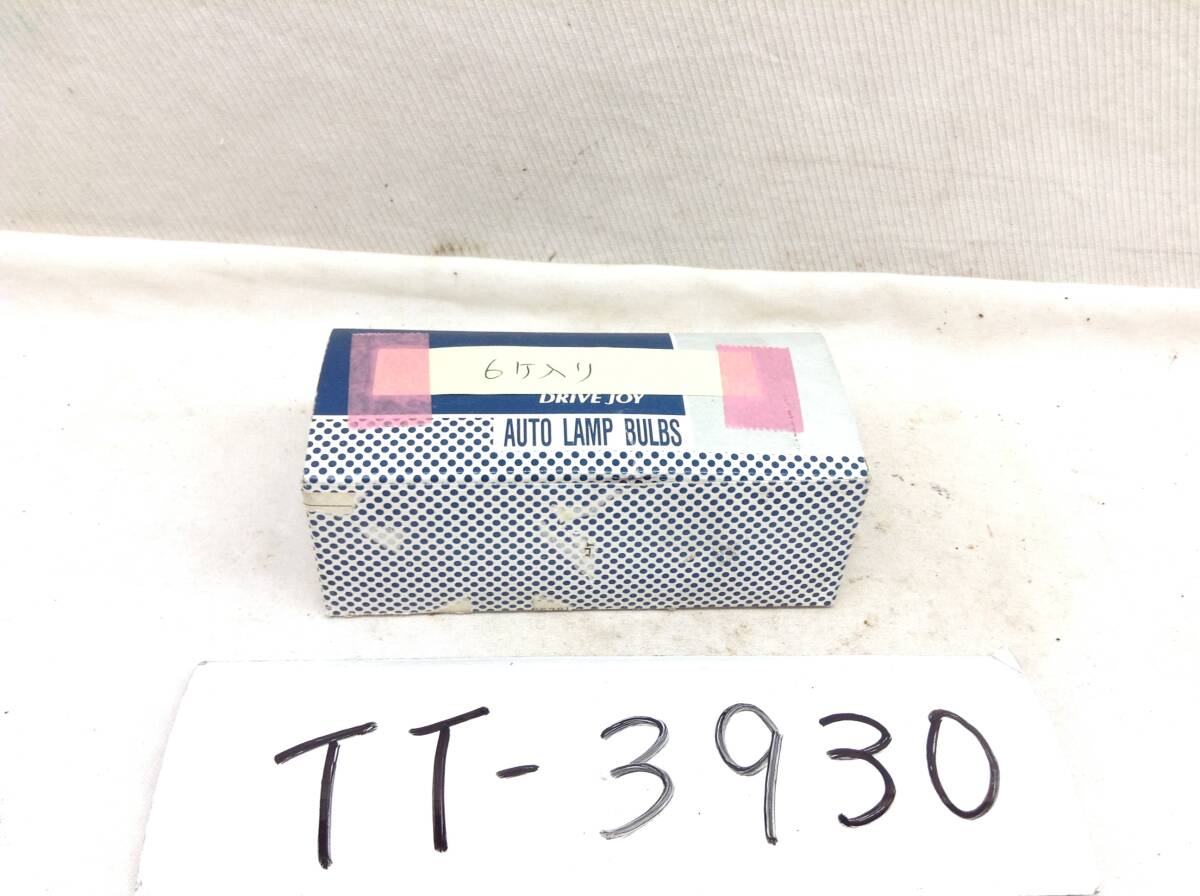 6ケ入り
DRIVE JOY
AUTO LAMP BULBS
TT-3930